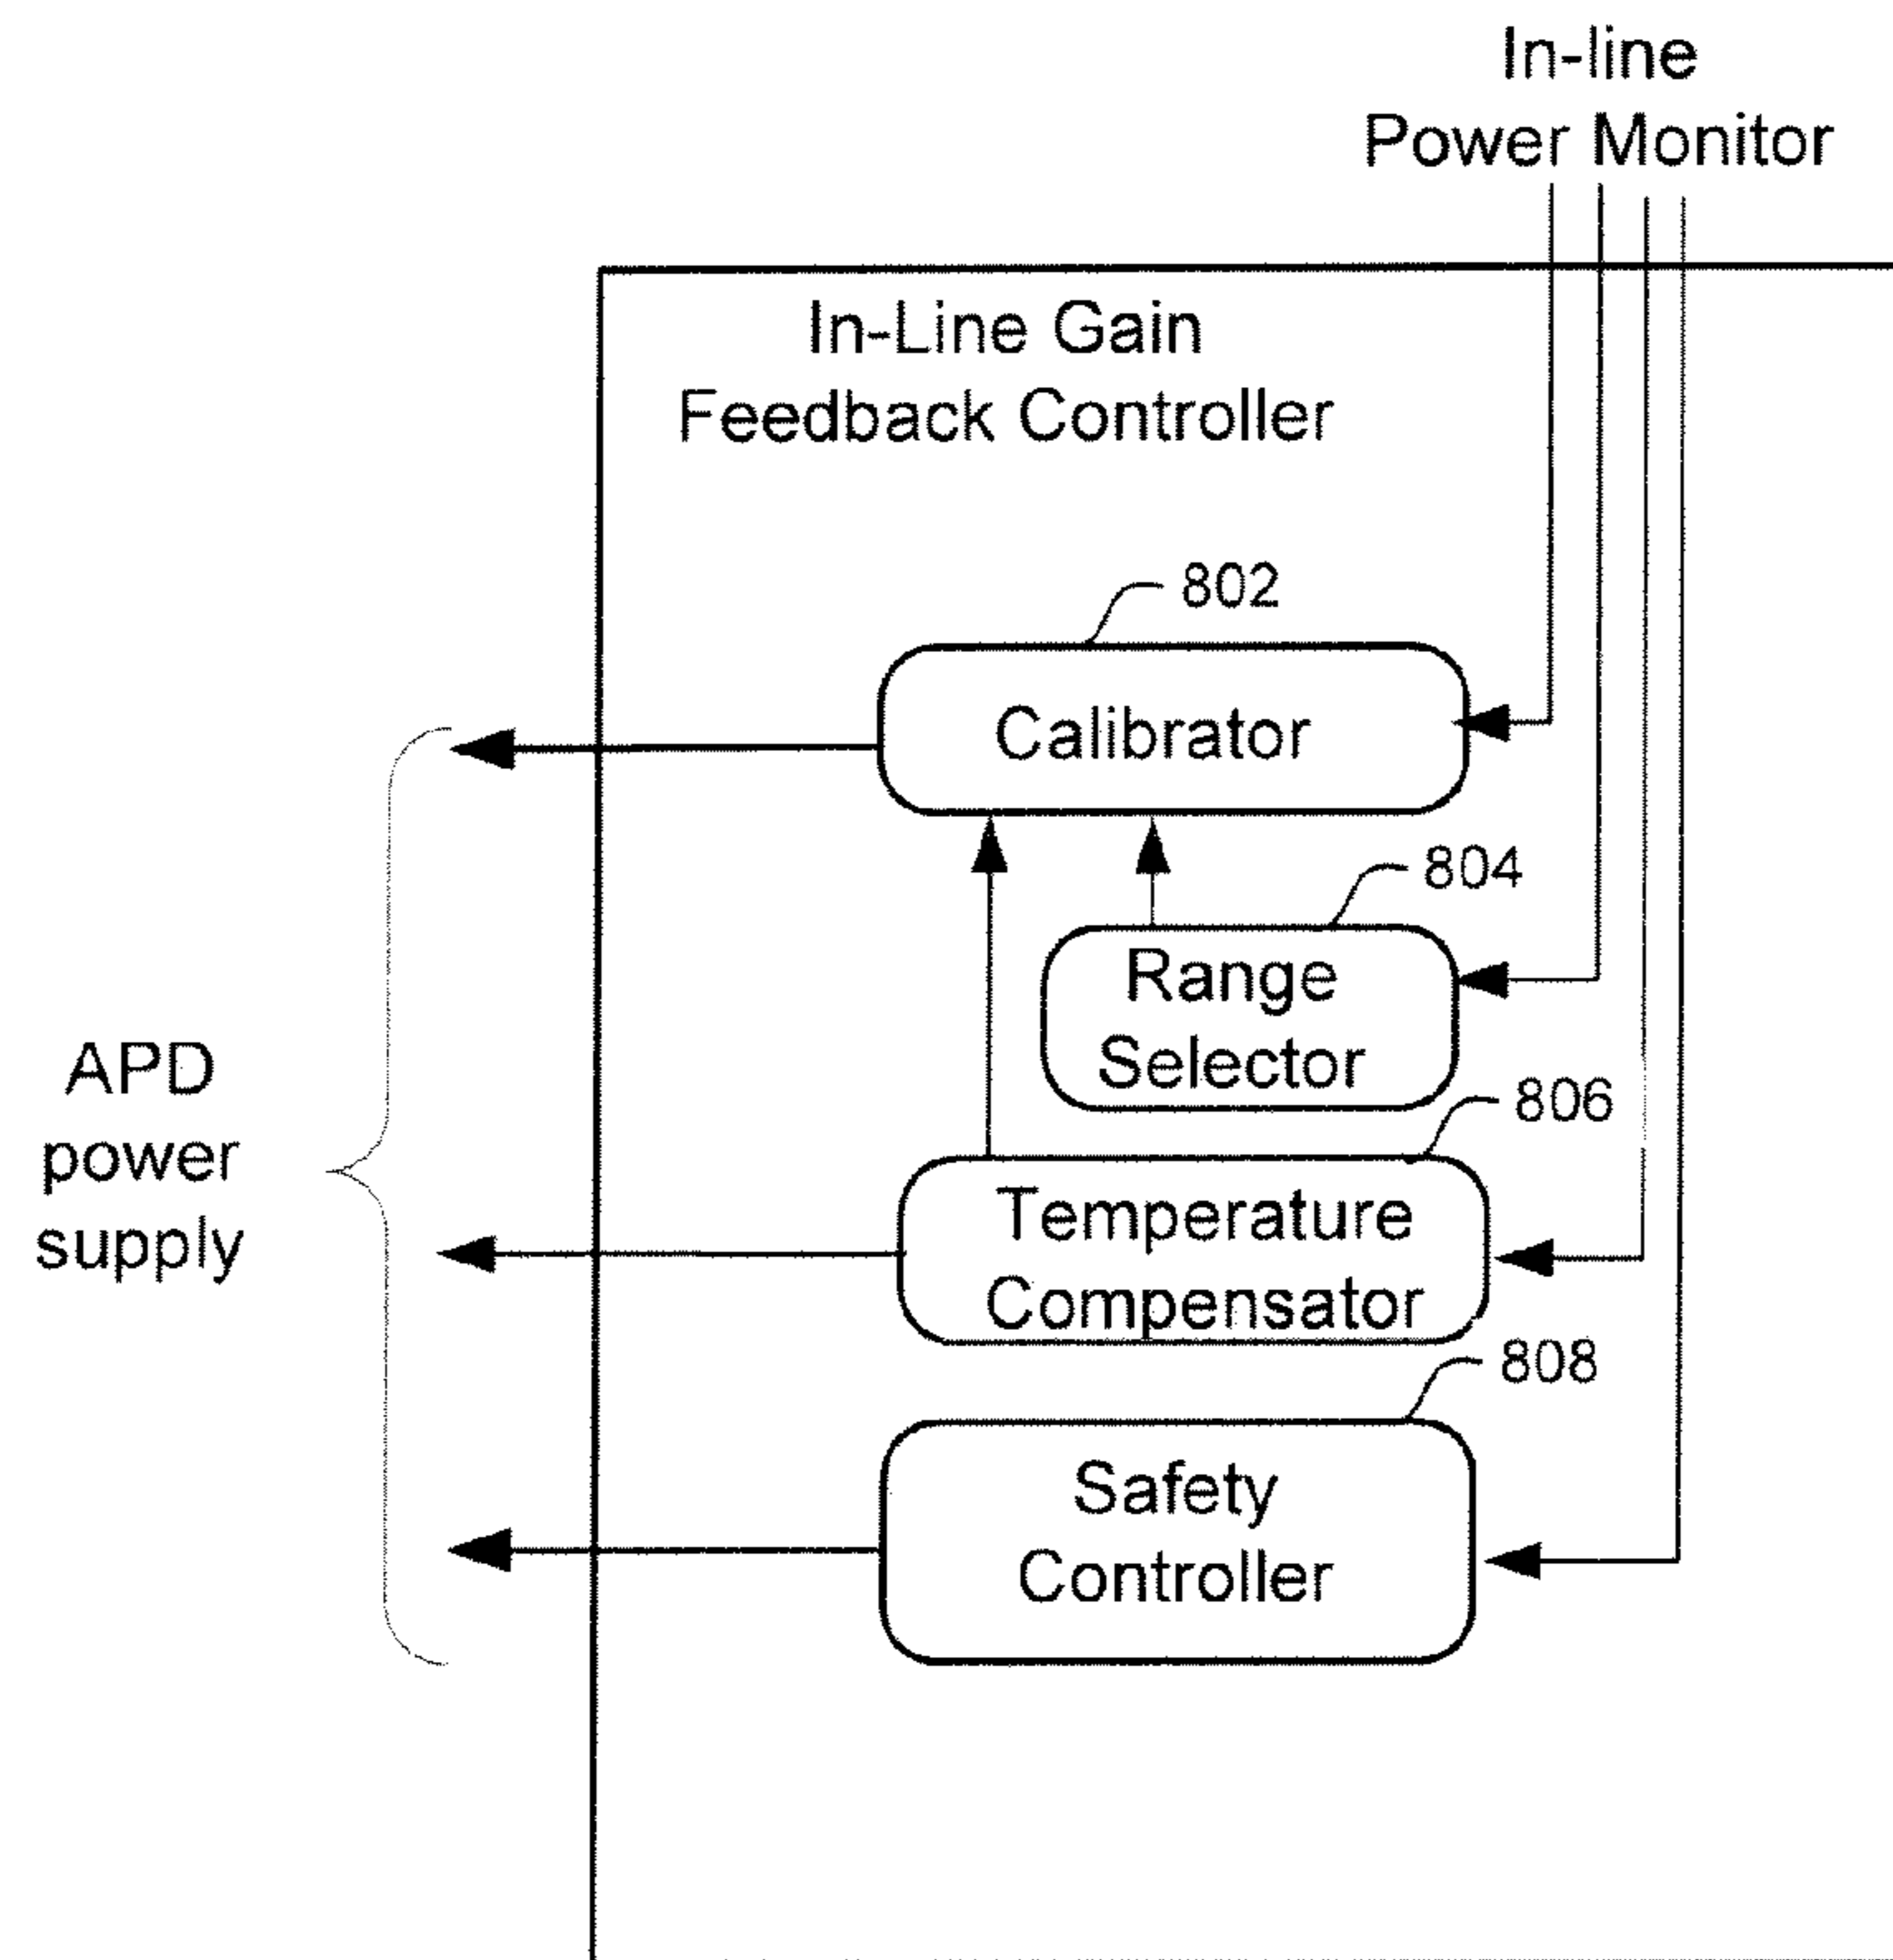 In-line
Power Monitor
In-Line Gain
Feedback Controller
802
Calibrator
804
Range
Selector
806
APD
power
supply
Temperature
Compensator
808
Safety
Controller